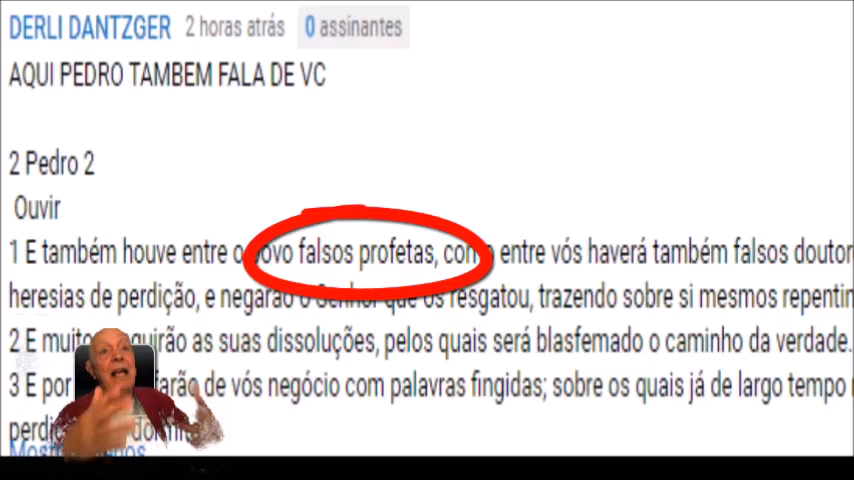 DERLI DANTZGER 2 horas atrás 0 assinantes
AQUI PEDRO TAMBEM FALA DE VC
2 Pedro 2
Ouvir
1 E também houve entre o povo falsos profetas, como entre vós haverá também falsos doutor
heresias de perdição, e negarão o Senhor que os resgatou, trazendo sobre si mesmos repentin
2 E muito seguirão as suas dissoluções, pelos quais será blasfemado o caminho da verdade.
3 E por farão de vós negócio com palavras fingidas; sobre os quais já de largo tempo